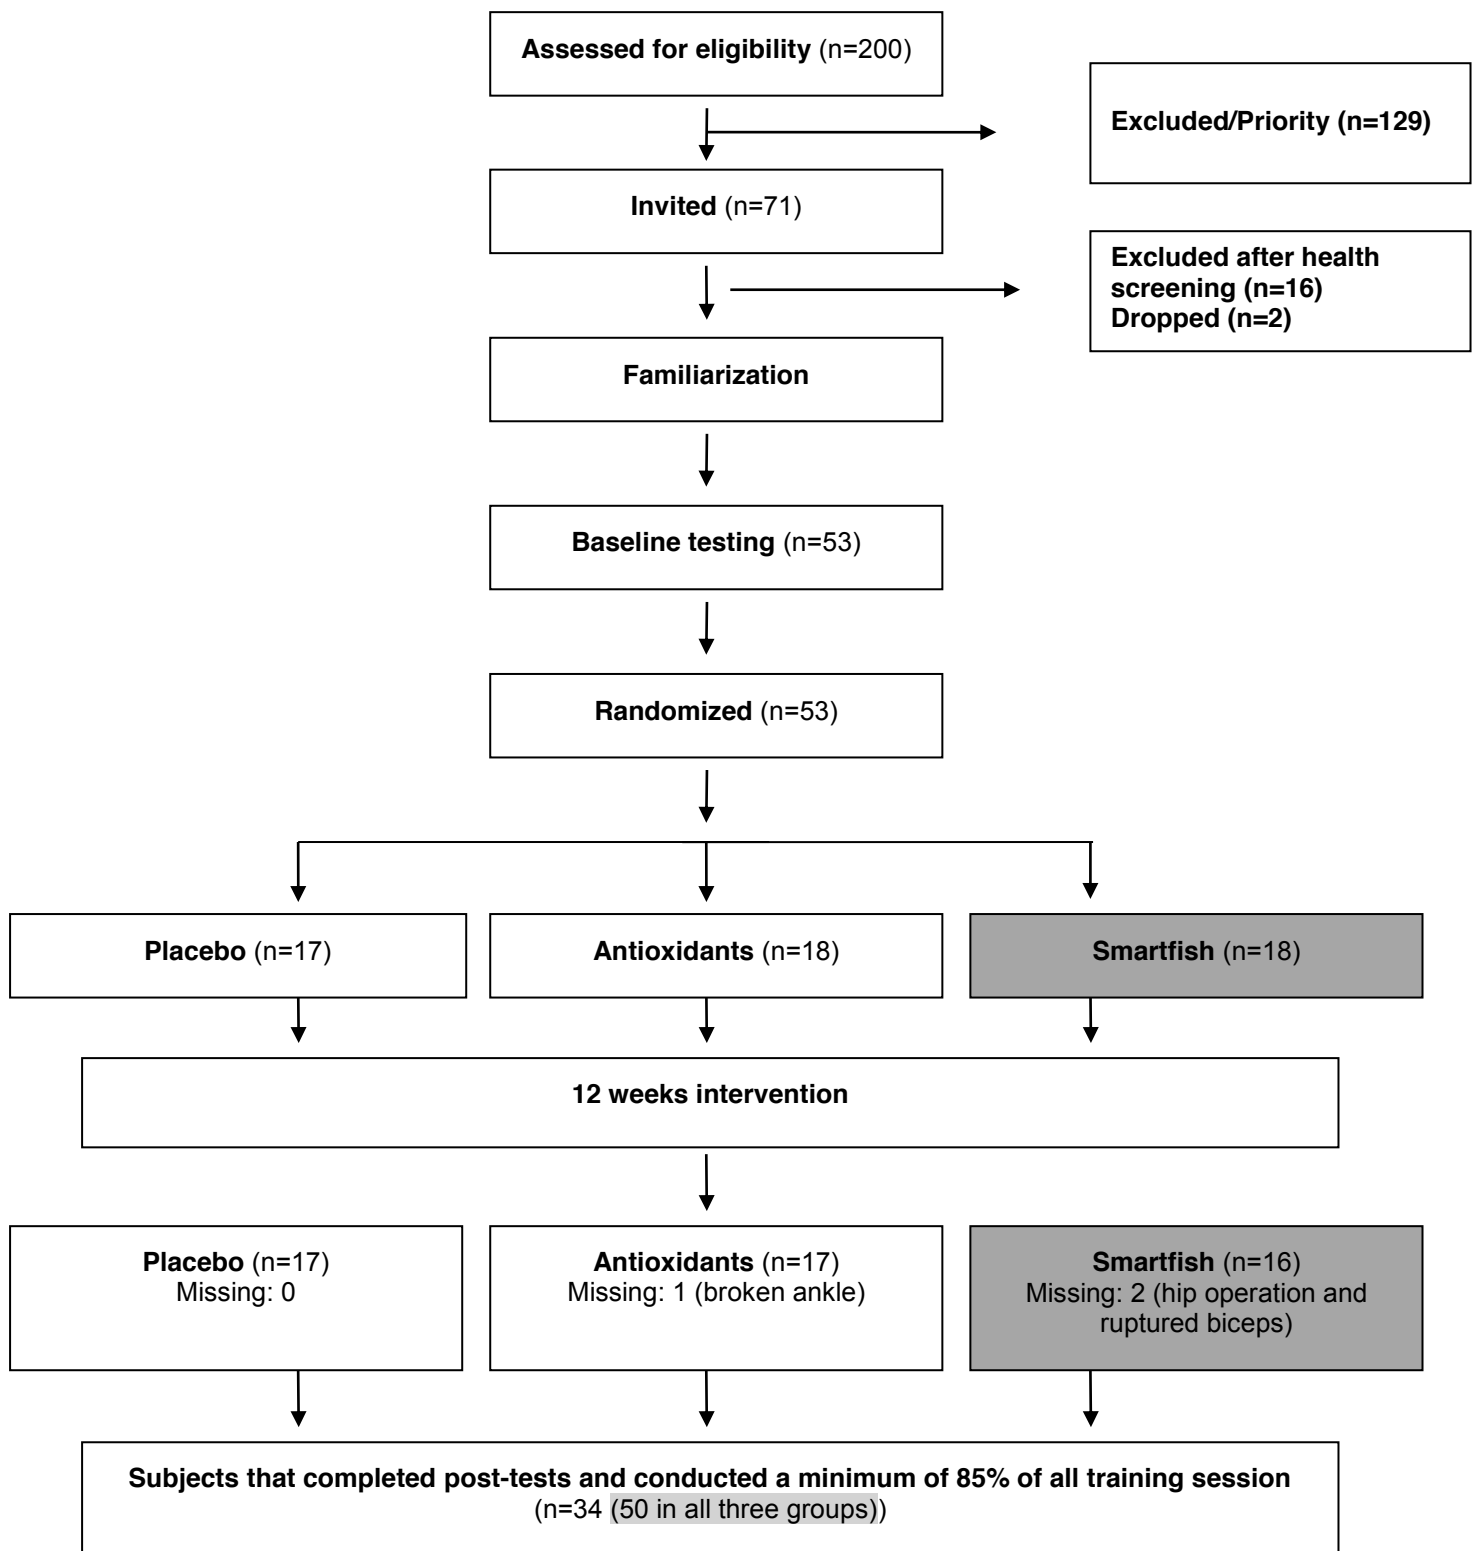 Assessed for eligibility (n=200)
Excluded/Priority (n=129)
Invited (n=71)
Excluded after health
screening (n=16)
Dropped (n=2)
Familiarization
Baseline testing (n=53)
Randomized (n=53)
Placebo (n=17)
Antioxidants (n=18)
Smartfish (n=18)
12 weeks intervention
Placebo (n=17)
Missing: 0
Antioxidants (n=17)
Missing: 1 (broken ankle)
Smartfish (n=16)
Missing: 2 (hip operation and
ruptured biceps)
Subjects that completed post-tests and conducted a minimum of 85% of all training session
(n=34 (50 in all three groups))